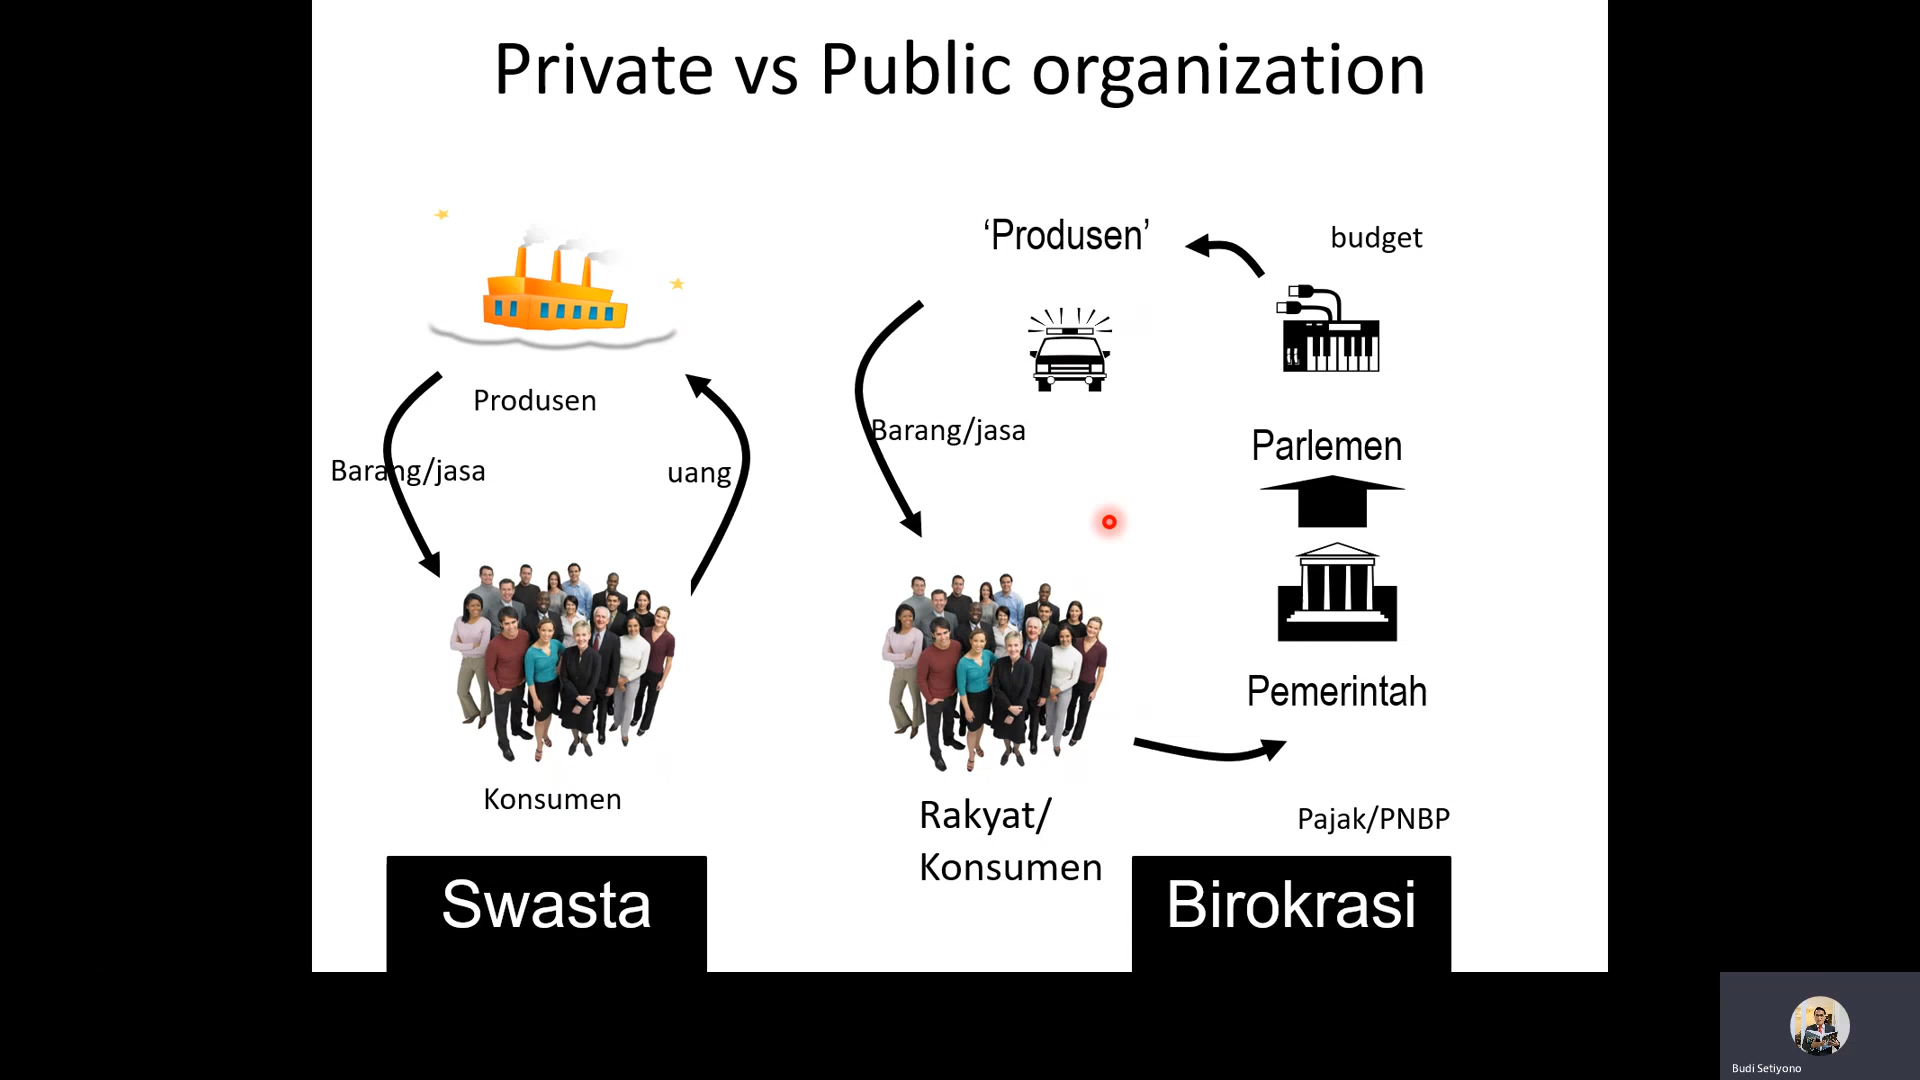 Private vs Public organization
Produsen
Barang/jasa
uang
Konsumen
Swasta
‘Produsen’
budget
Barang/jasa
Parlemen
Pemerintah
Rakyat/
Konsumen
Pajak/PNBP
Birokrasi
Budi Setiyono